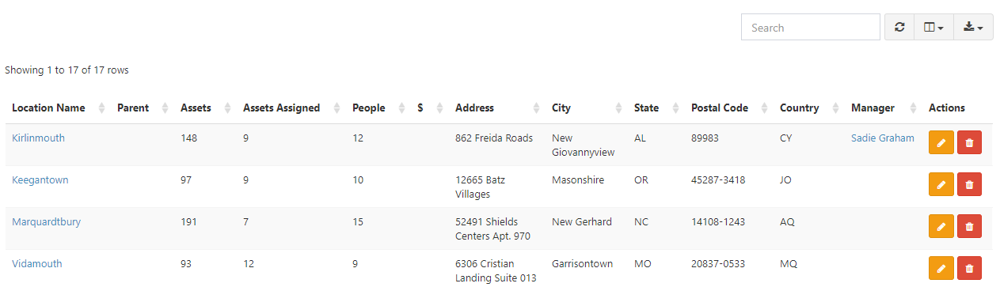 Search
Showing 1 to 17 of 17 rows
Location Name Parent Assets Assets Assigned People $ Address City State Postal Code Country Manager Actions
Kirlinmouth 148 9 12 862 Freida Roads New AL 89983 CY Sadie Graham
Giovannyview
Keegantown 97 9 10 12665 Batz Masonshire OR 45287-3418 JO
Villages
Marquardtbury 191 7 15 52491 Shields New Gerhard NC 14108-1243 AQ
Centers Apt. 970
Vidamouth 93 12 9 6306 Cristian Garrisontown MO 20837-0533 MQ
Landing Suite 013